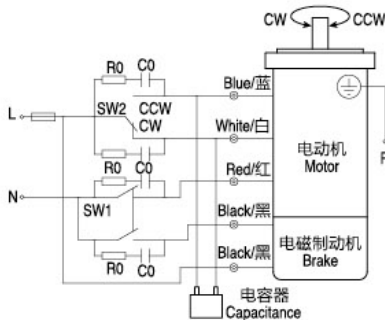 CW CCW
R0 C0
Blue/蓝
SW2 CCW
CW
L
White/白
R0 C0
Red/红
电动机
Motor
N
SW1
Black/黑
R0 C0
Black/黑
电磁制动机
Brake
电容器
Capacitance